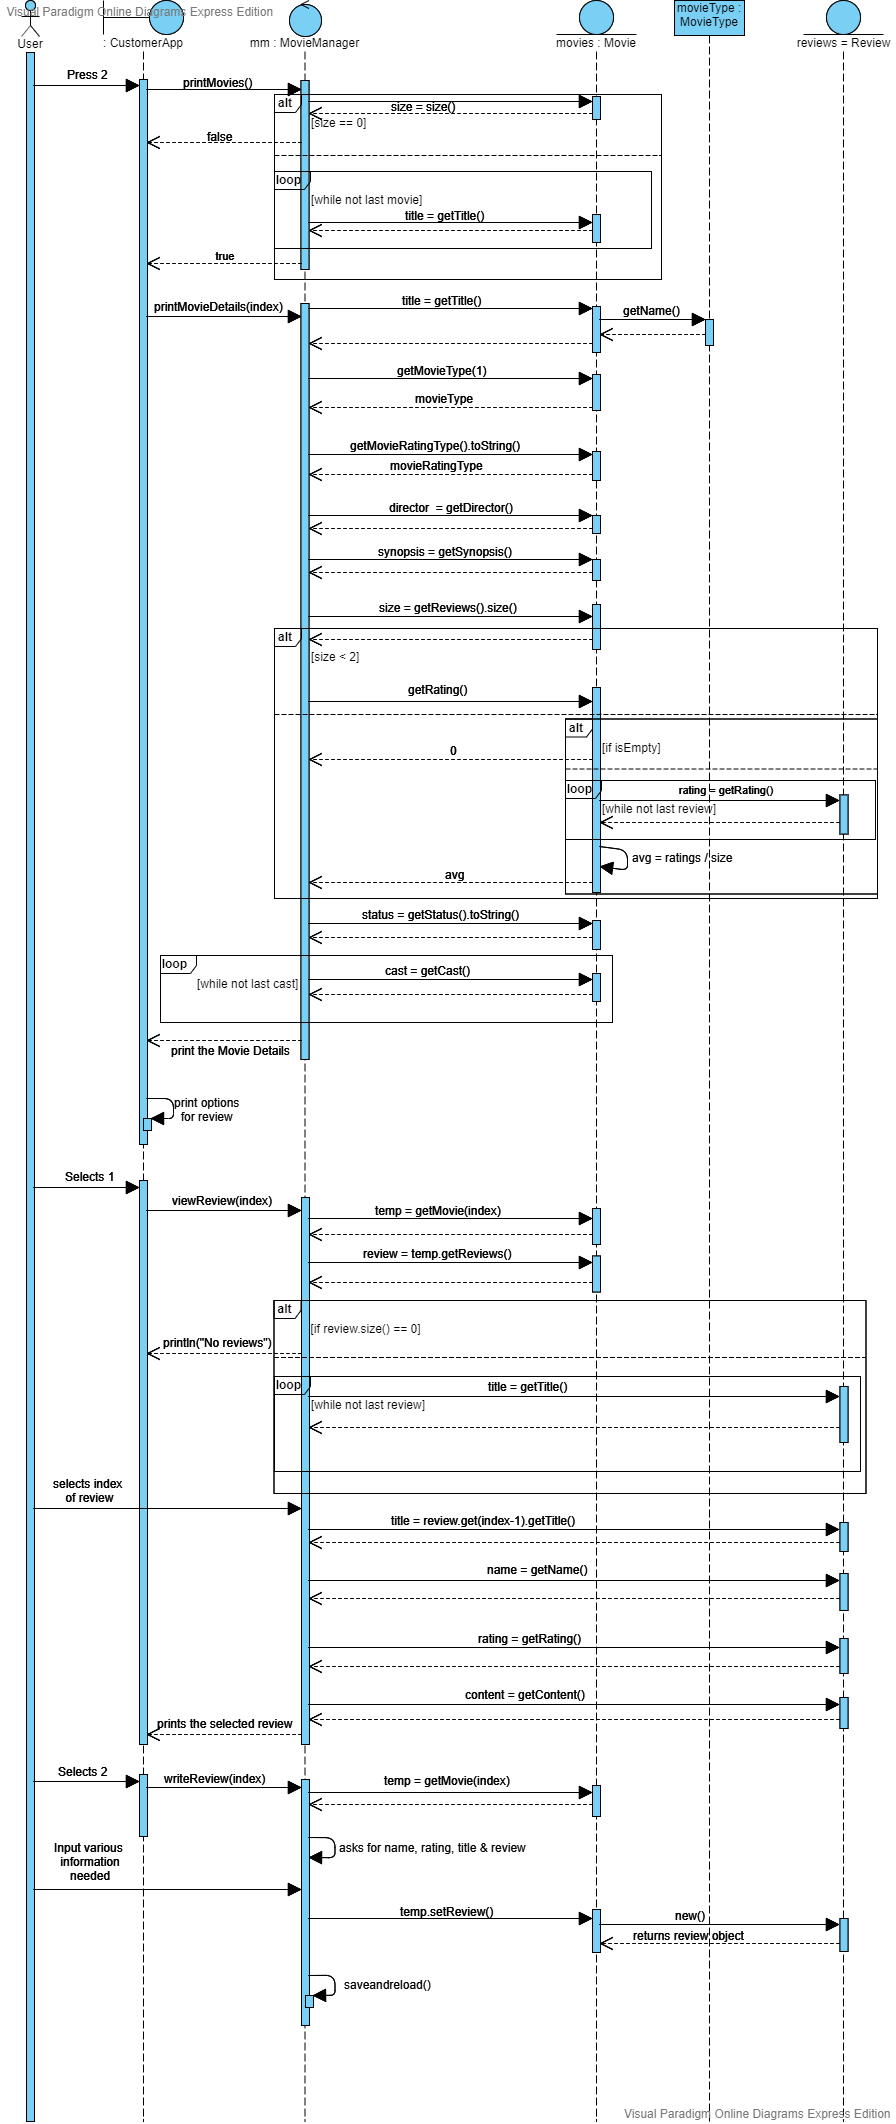 Visual Paradigm Online Diagrams Express Edition
movieType :
MovieType
User
: CustomerApp
mm : MovieManager
movies : Movie
reviews = Review
Press 2
printMovies()
alt
size = size()
[size == 0]
false
loop
[while not last movie]
title = getTitle()
true
printMovieDetails(index)
title = getTitle()
getName()
getMovieType(1)
movieType
getMovieRatingType().toString()
movieRatingType
director  = getDirector()
synopsis = getSynopsis()
size = getReviews().size()
alt
[size < 2]
getRating()
alt
[if isEmpty]
0
loop
rating = getRating()
[while not last review]
avg = ratings / size
avg
status = getStatus().toString()
loop
cast = getCast()
[while not last cast]
print the Movie Details
print options
for review
Selects 1
viewReview(index)
temp = getMovie(index)
review = temp.getReviews()
alt
[if review.size() == 0]
println("No reviews")
loop
title = getTitle()
[while not last review]
selects index
of review
title = review.get(index-1).getTitle()
name = getName()
rating = getRating()
content = getContent()
prints the selected review
Selects 2
writeReview(index)
temp = getMovie(index)
asks for name, rating, title & review
Input various
information
needed
temp.setReview()
new()
returns review object
saveandreload()
Visual Paradigm Online Diagrams Express Edition